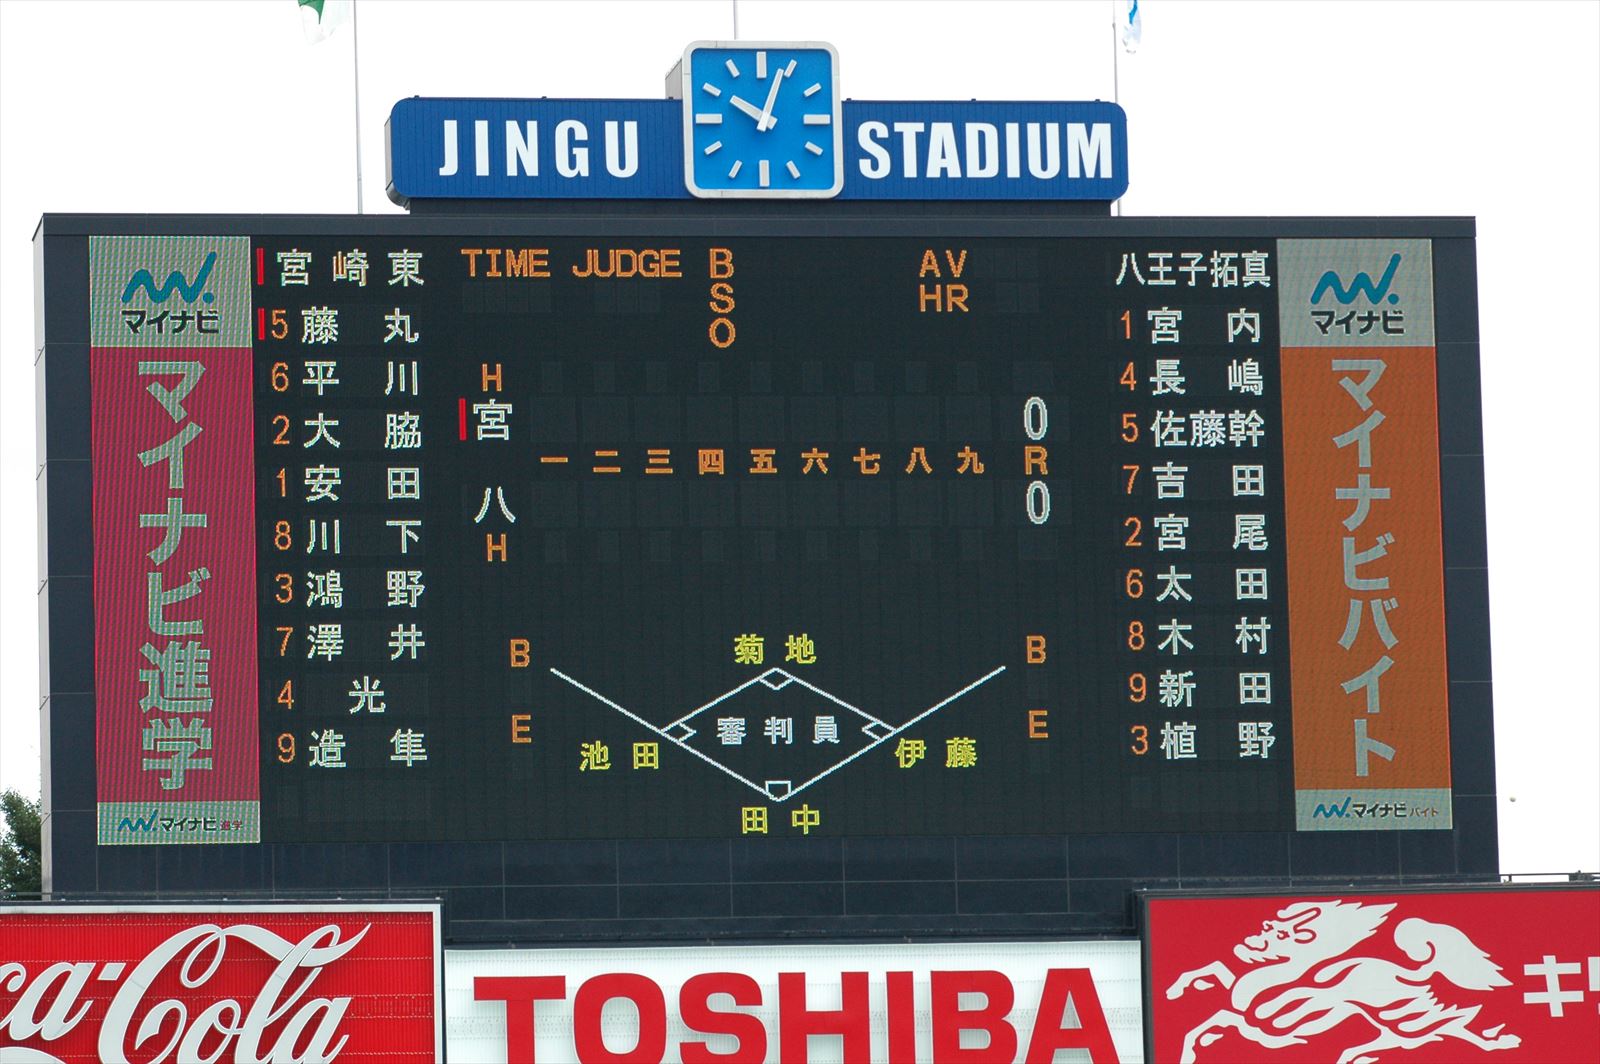 JINGU STADIUM
マイナビ
マイナビ進学
マイナビ進学
宮崎東
5 藤丸
6 平川
2 大脇
1 安田
8 川下
3 鴻野
7 澤井
4 光
9 造隼
TIME JUDGE B
S
O
AV
HR
H
宮 0
一 二 三 四 五 六 七 八 九 R
八 0
H
B 菊地 B
E 審判員 E
池田 伊藤
田中
八王子拓真
1 宮内
4 長嶋
5 佐藤幹
7 吉田
2 宮尾
6 太田
8 木村
9 新田
3 植野
マイナビ
マイナビバイト
マイナビバイト
ca-Cola
TOSHIBA
キリ